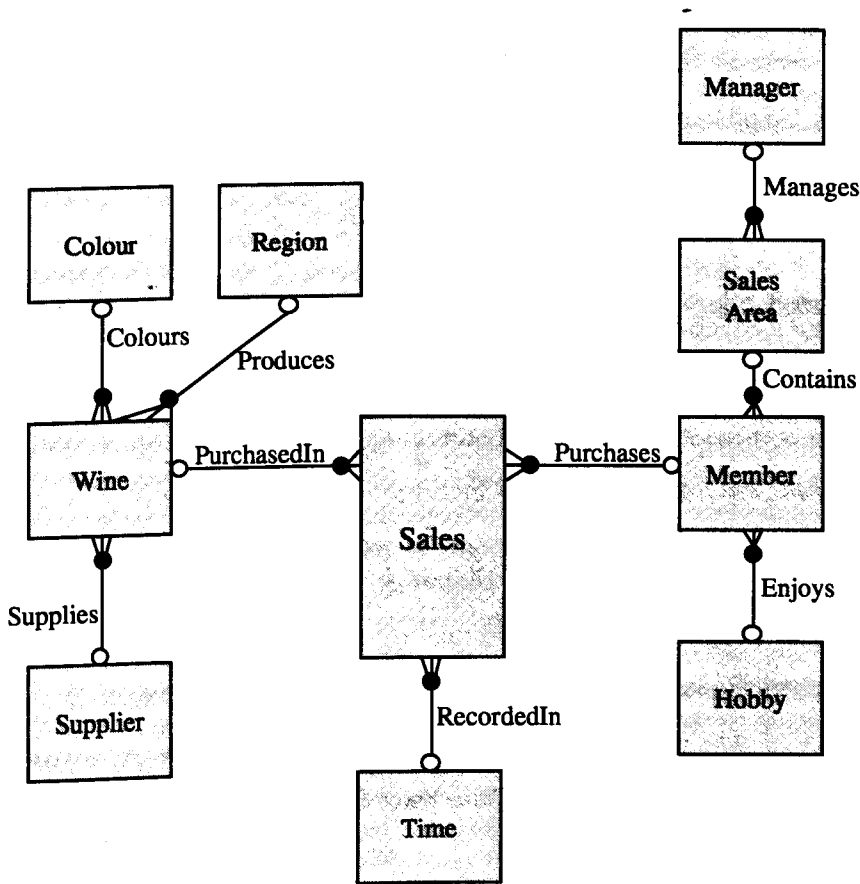 Manager
Manages
Colour
Region
Sales
Area
Colours
Produces
Contains
PurchasedIn
Purchases
Wine
Member
Sales
Supplies
Enjoys
Supplier
RecordedIn
Hobby
Time